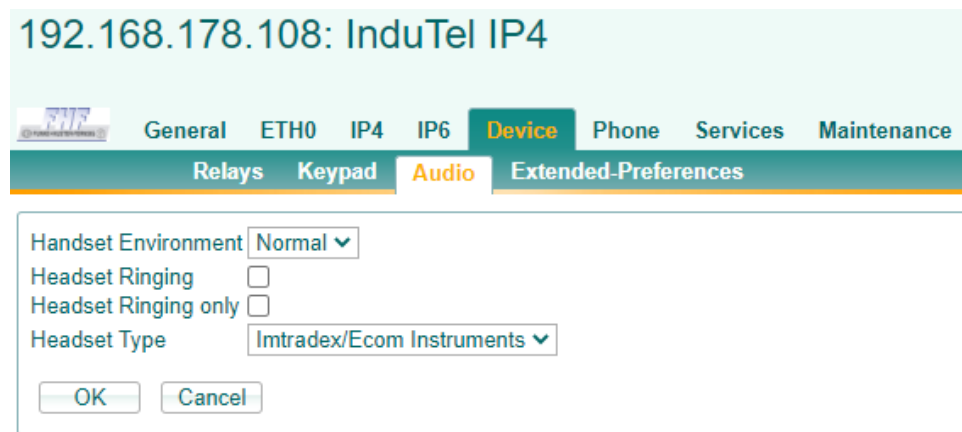 192.168.178.108: InduTel IP4
FHF General ETH0 IP4 IP6 Device Phone Services Maintenance
Relays Keypad Audio Extended-Preferences
Handset Environment Normal
Headset Ringing
Headset Ringing only
Headset Type Imtradex/Ecom Instruments
OK Cancel